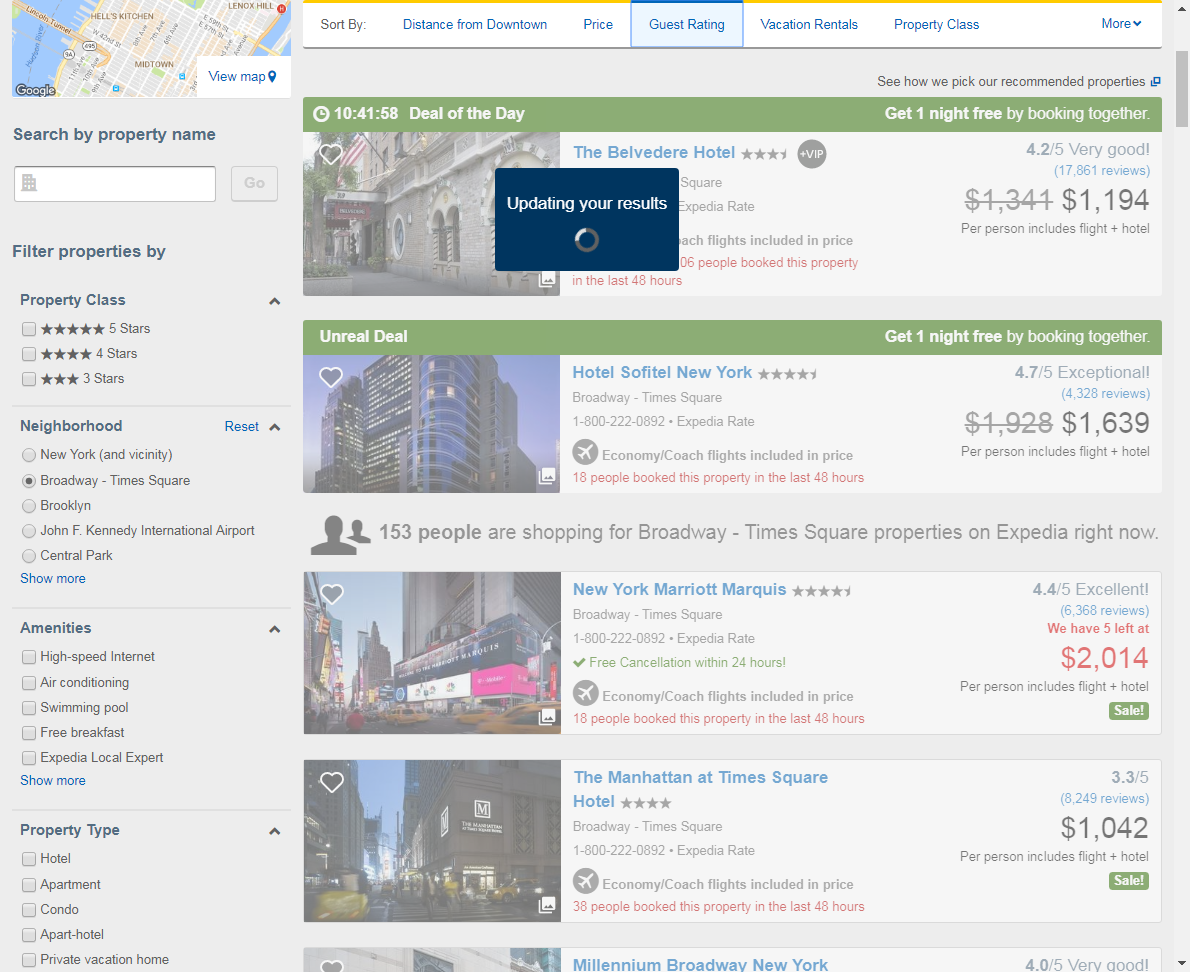 LENOX HILL
HELL'S KITCHEN
Lincoln Tunnel
Hudson River
W 42nd St
495
9A
MIDTOWN
Google
View map
Search by property name
Go
Filter properties by
Property Class
5 Stars
4 Stars
3 Stars
Neighborhood Reset
New York (and vicinity)
Broadway - Times Square
Brooklyn
John F. Kennedy International Airport
Central Park
Show more
Amenities
High-speed Internet
Air conditioning
Swimming pool
Free breakfast
Expedia Local Expert
Show more
Property Type
Hotel
Apartment
Condo
Apart-hotel
Private vacation home
Sort By: Distance from Downtown Price Guest Rating Vacation Rentals Property Class More
See how we pick our recommended properties
10:41:58 Deal of the Day Get 1 night free by booking together.
The Belvedere Hotel +VIP
Square
Expedia Rate
Updating your results
coach flights included in price
06 people booked this property
in the last 48 hours
4.2/5 Very good!
(17,861 reviews)
$1,341 $1,194
Per person includes flight + hotel
Unreal Deal Get 1 night free by booking together.
Hotel Sofitel New York
Broadway - Times Square
1-800-222-0892 • Expedia Rate
Economy/Coach flights included in price
18 people booked this property in the last 48 hours
4.7/5 Exceptional!
(4,328 reviews)
$1,928 $1,639
Per person includes flight + hotel
153 people are shopping for Broadway - Times Square properties on Expedia right now.
New York Marriott Marquis
Broadway - Times Square
1-800-222-0892 • Expedia Rate
Free Cancellation within 24 hours!
Economy/Coach flights included in price
18 people booked this property in the last 48 hours
4.4/5 Excellent!
(6,368 reviews)
We have 5 left at
$2,014
Per person includes flight + hotel
Sale!
The Manhattan at Times Square
Hotel
Broadway - Times Square
1-800-222-0892 • Expedia Rate
Economy/Coach flights included in price
38 people booked this property in the last 48 hours
3.3/5
(8,249 reviews)
$1,042
Per person includes flight + hotel
Sale!
Millennium Broadway New York
4.0/5 Very good!